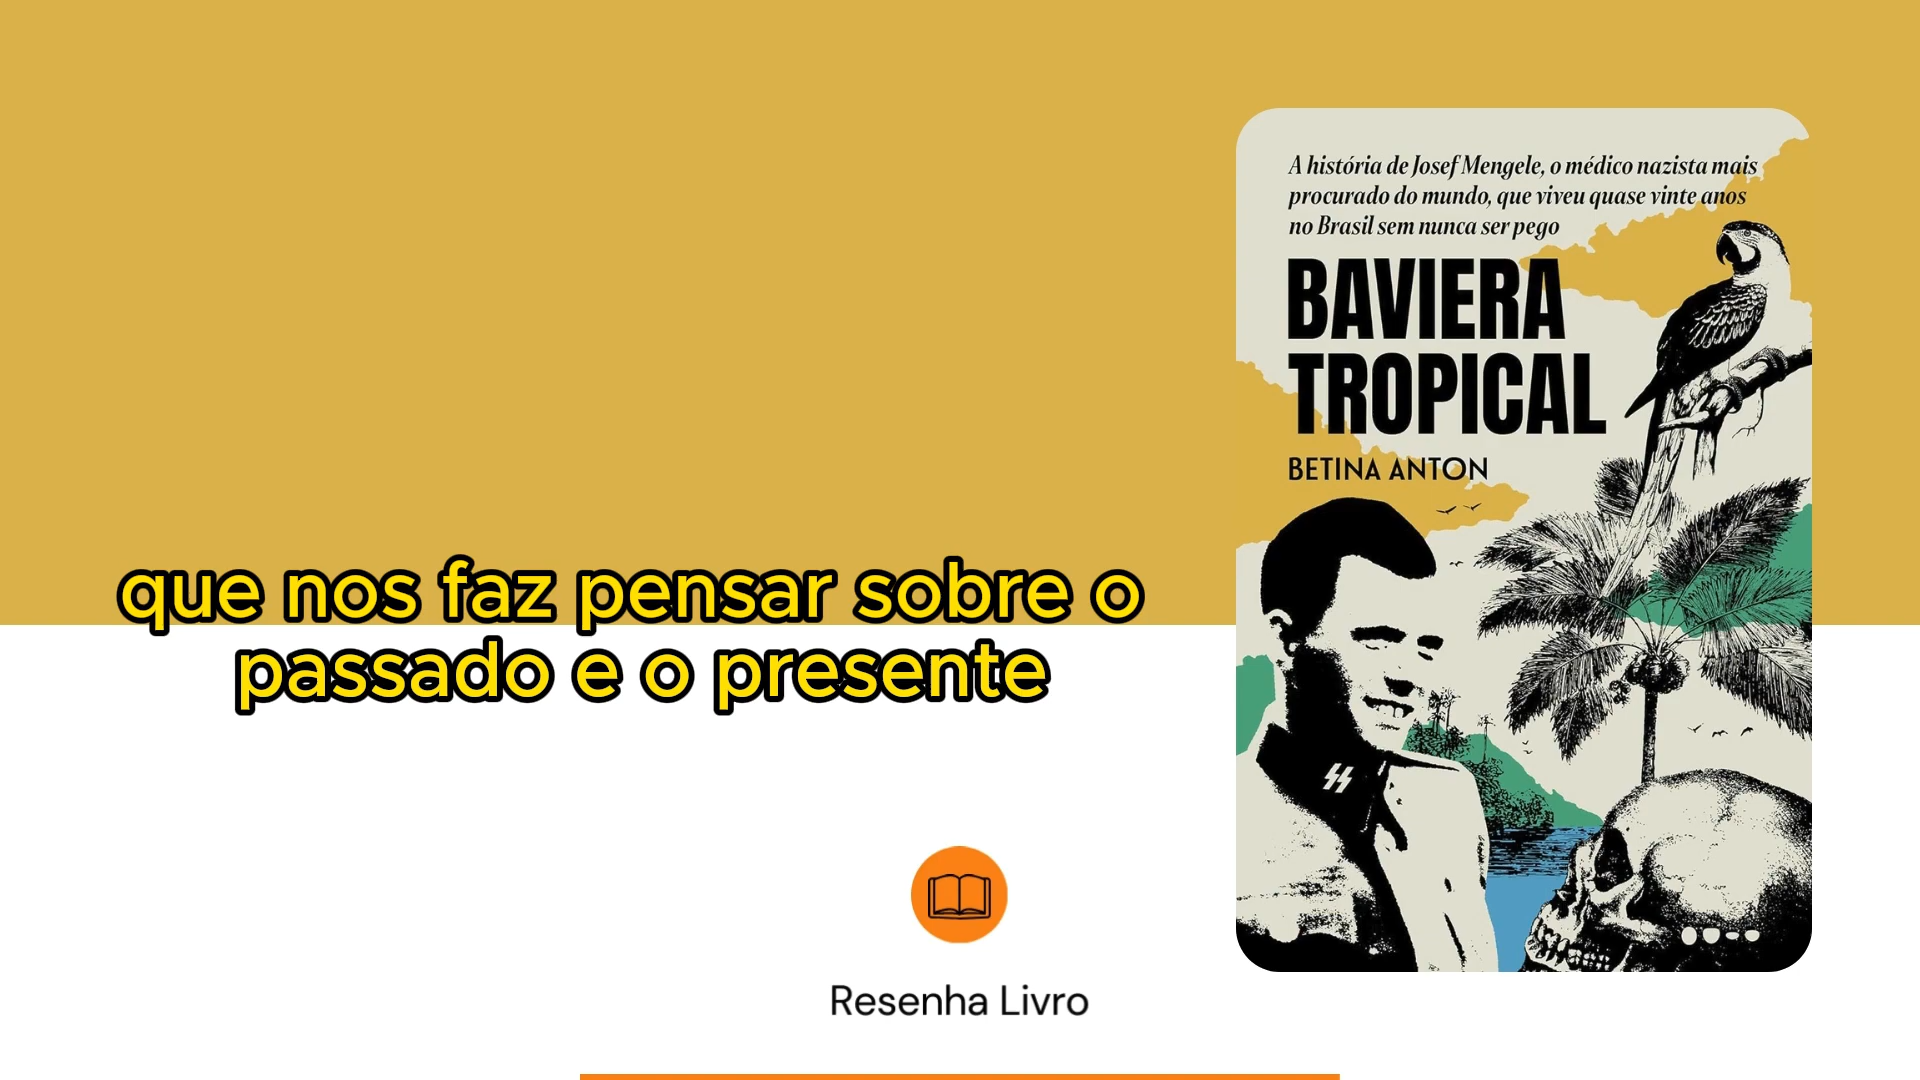 que nos faz pensar sobre o
passado e o presente
Resenha Livro
A história de Josef Mengele, o médico nazista mais
procurado do mundo, que viveu quase vinte anos
no Brasil sem nunca ser pego
BAVIERA
TROPICAL
BETINA ANTON